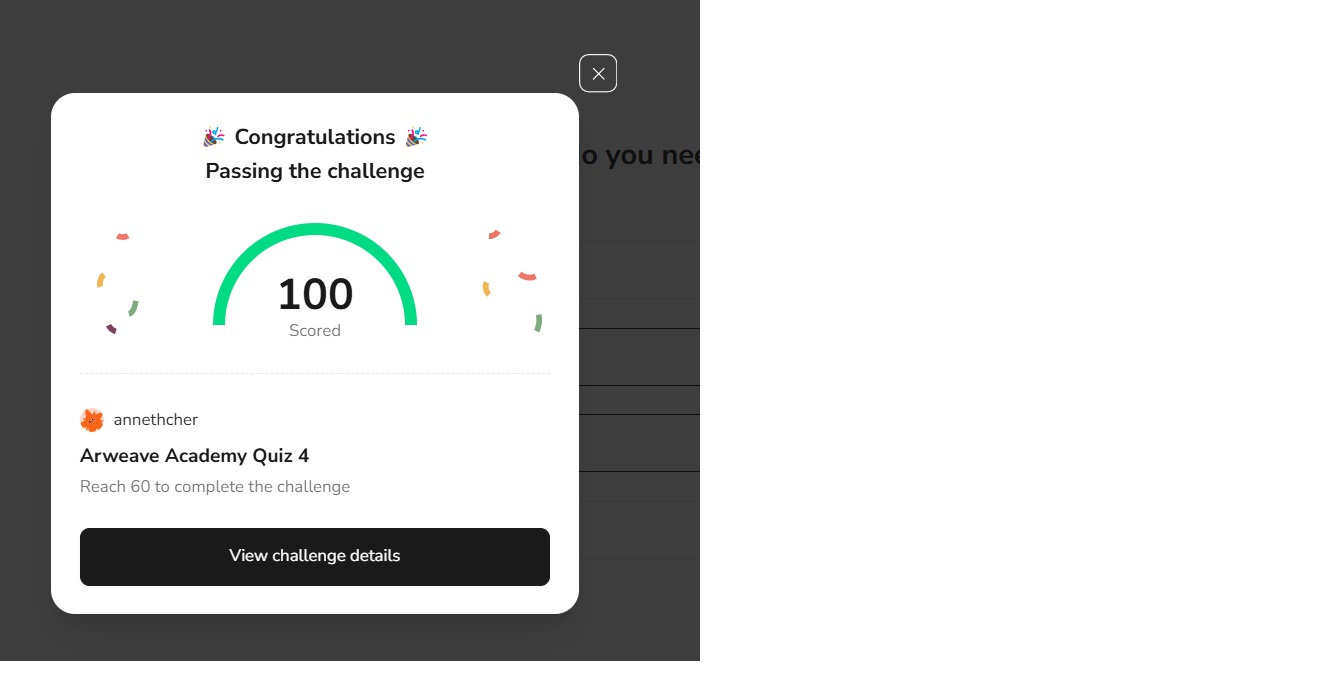 Congratulations
Passing the challenge
o you nee
100
Scored
annethcher
Arweave Academy Quiz 4
Reach 60 to complete the challenge
View challenge details